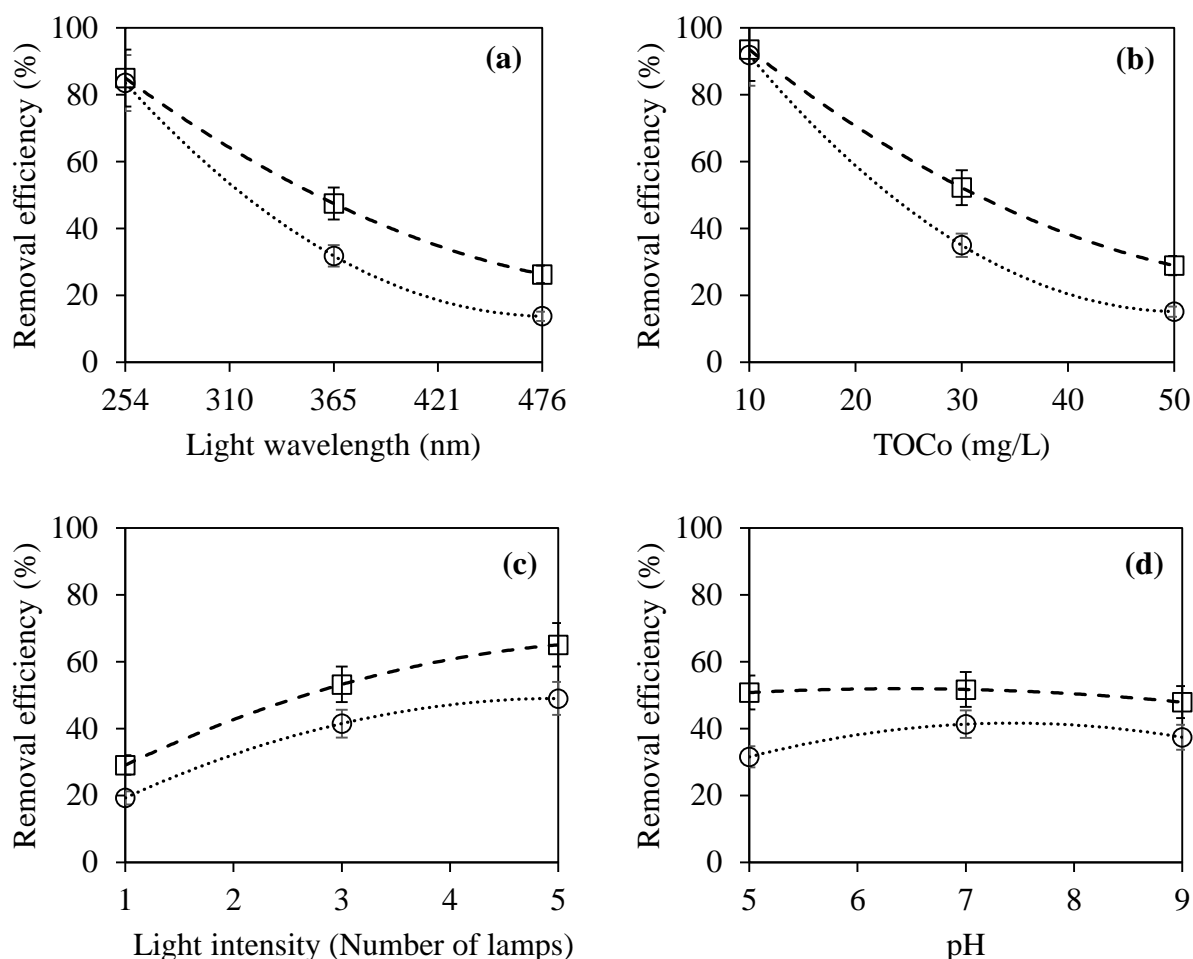 (a)
Removal efficiency (%)
100
80
60
40
20
0
254 310 365 421 476
Light wavelength (nm)
(b)
Removal efficiency (%)
100
80
60
40
20
0
10 20 30 40 50
TOCo (mg/L)
(c)
Removal efficiency (%)
100
80
60
40
20
0
1 2 3 4 5
Light intensity (Number of lamps)
(d)
Removal efficiency (%)
100
80
60
40
20
0
5 6 7 8 9
pH